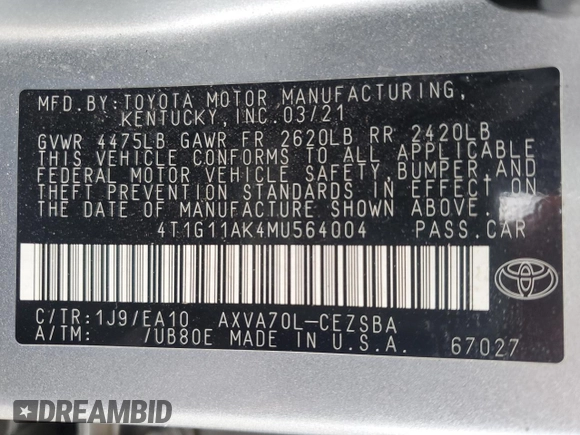 MFD.BY:TOYOTA MOTOR MANUFACTURING,
KENTUCKY, INC. 03/21
GVWR 4475LB GAWR FR 2620LB RR 2420LB
THIS VEHICLE CONFORMS TO ALL APPLICABLE
FEDERAL MOTOR VEHICLE SAFETY, BUMPER, AND
THEFT PREVENTION STANDARDS IN EFFECT ON
THE DATE OF MANUFACTURE SHOWN ABOVE.
4T1G11AK4MU564004 PASS.CAR
C/TR:1J9/EA10 AXVA70L-CEZSBA
A/TM: /UB80E MADE IN U.S.A. 67027
DREAMBID